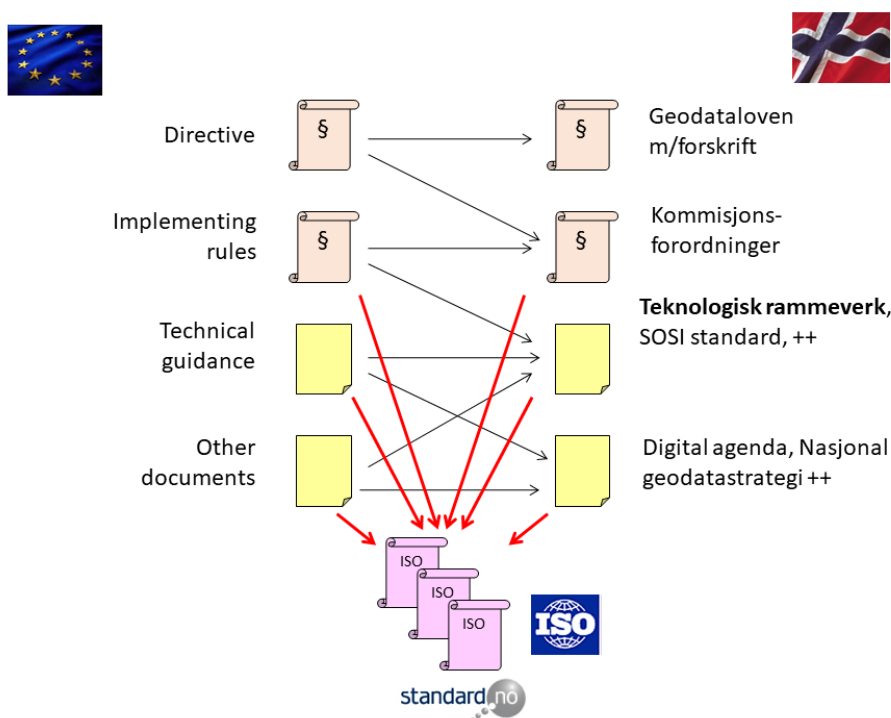 Directive
§
§
Geodataloven
m/forskrift
Implementing
rules
§
§
Kommisjons-
forordninger
Technical
guidance
Teknologisk rammeverk,
SOSI standard, ++
Other
documents
Digital agenda, Nasjonal
geodatastrategi ++
ISO
ISO
ISO
ISO
standard.no